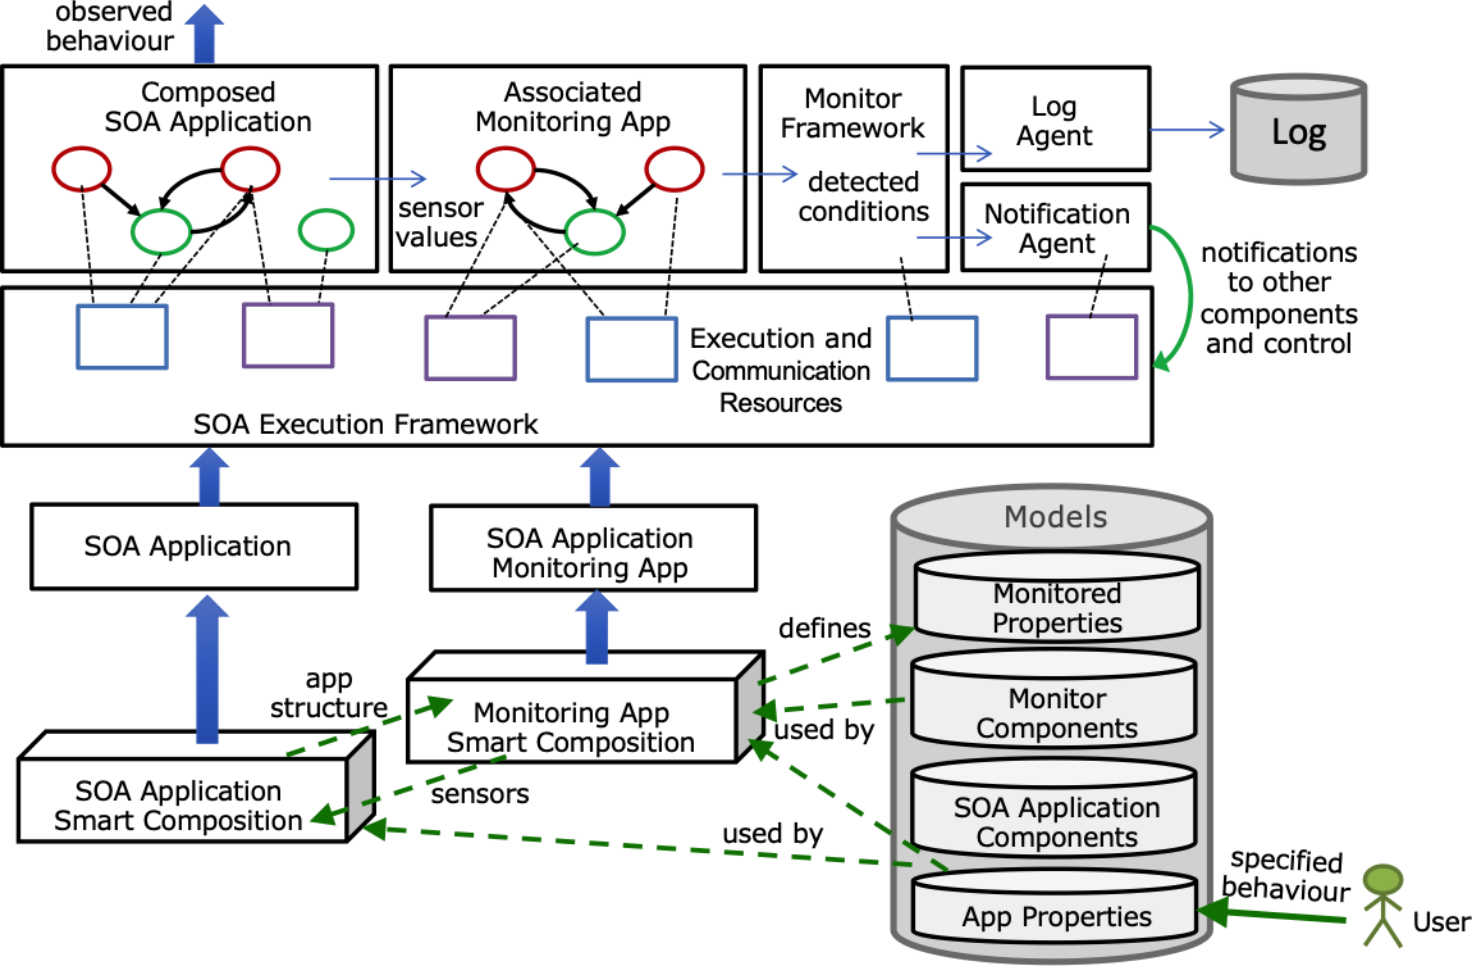 observed
behaviour
Composed
SOA Application
Associated
Monitoring App
sensor
values
Monitor
Framework
detected
conditions
Log
Agent
Log
Notification
Agent
notifications
to other
components
and control
Execution and
Communication
Resources
SOA Execution Framework
SOA Application
SOA Application
Monitoring App
Models
Monitored
Properties
defines
Monitor
Components
used by
app
structure
Monitoring App
Smart Composition
sensors
SOA Application
Smart Composition
SOA Application
Components
used by
App Properties
specified
behaviour
User